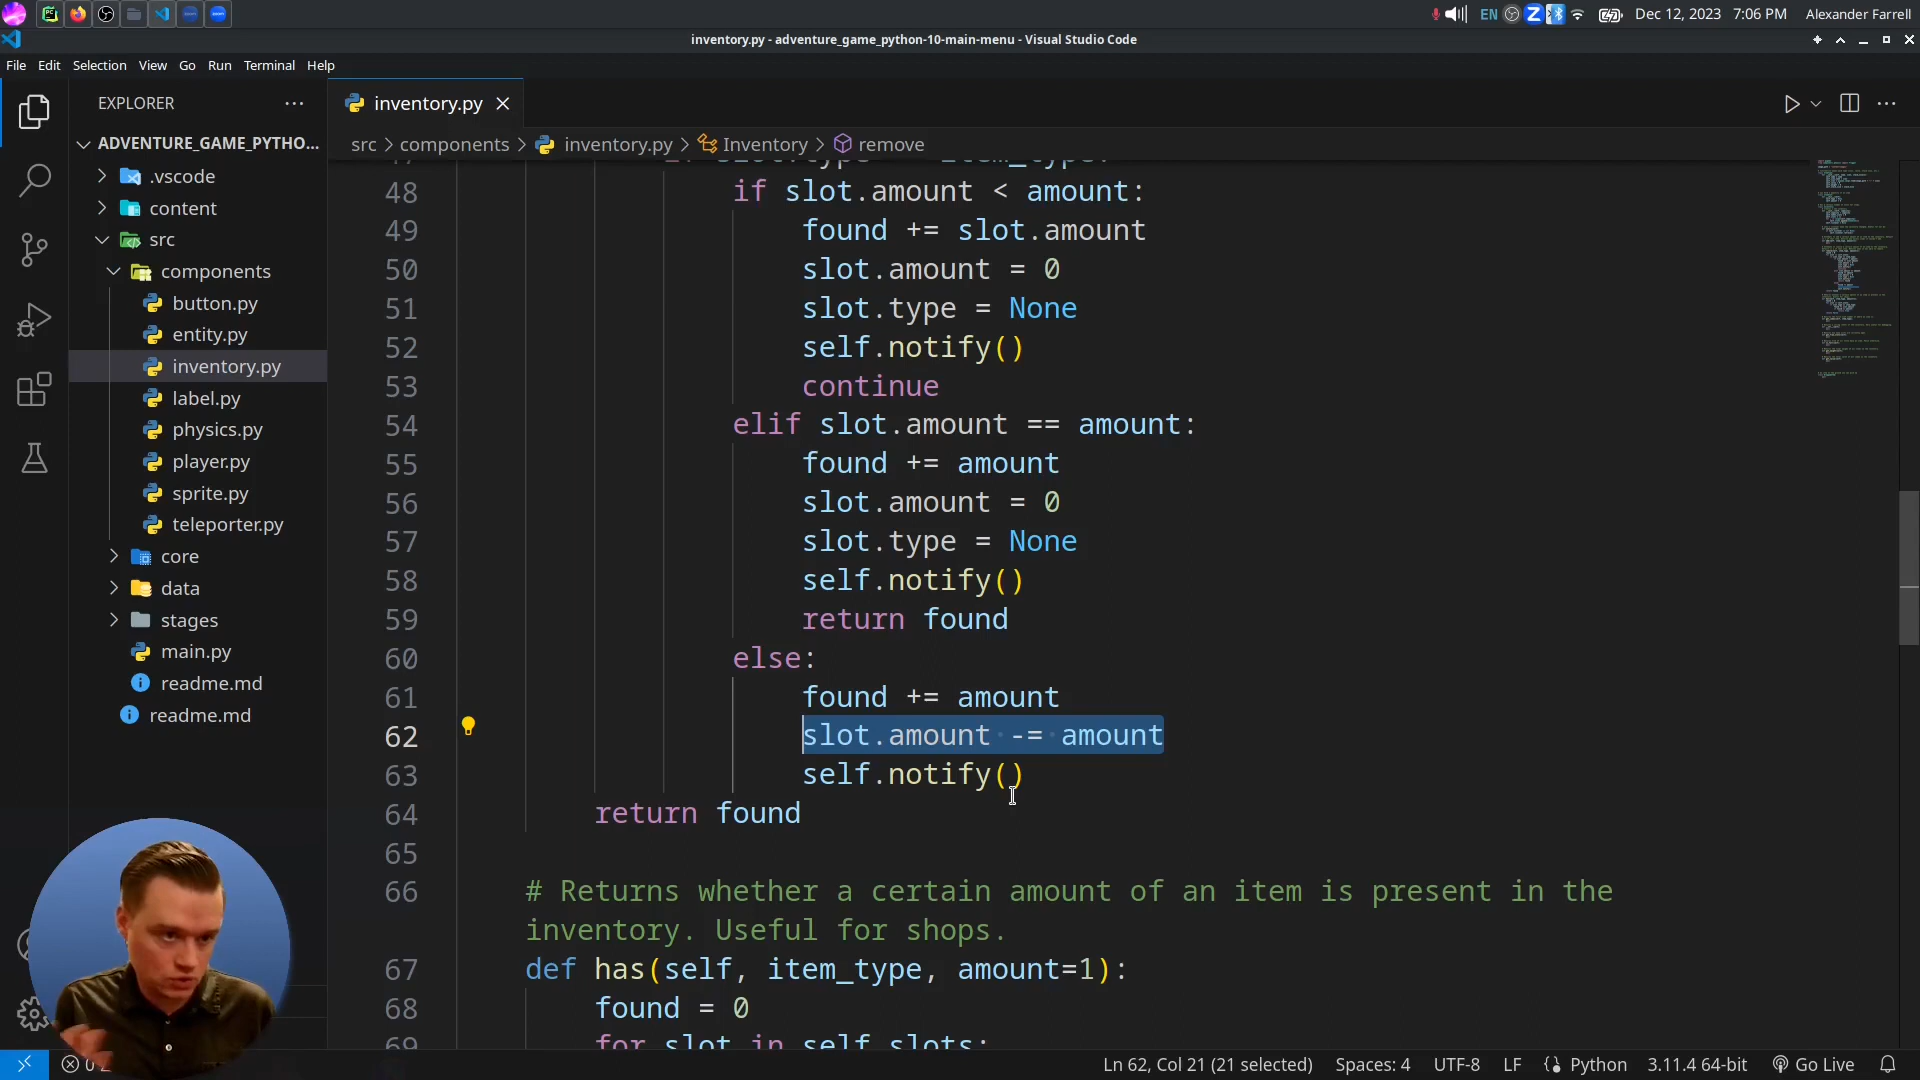 EN
Dec 12, 2023 7:06 PM Alexander Farrell
inventory.py - adventure_game_python-10-main-menu - Visual Studio Code
File Edit Selection View Go Run Terminal Help
EXPLORER
inventory.py
ADVENTURE_GAME_PYTHO...
src > components > inventory.py > Inventory > remove
.vscode
content
src
components
button.py
entity.py
inventory.py
label.py
physics.py
player.py
sprite.py
teleporter.py
core
data
stages
main.py
readme.md
readme.md
48 if slot.amount < amount:
49 found += slot.amount
50 slot.amount = 0
51 slot.type = None
52 self.notify()
53 continue
54 elif slot.amount == amount:
55 found += amount
56 slot.amount = 0
57 slot.type = None
58 self.notify()
59 return found
60 else:
61 found += amount
62 slot.amount -= amount
63 self.notify()
64 return found
65
66 # Returns whether a certain amount of an item is present in the
inventory. Useful for shops.
67 def has(self, item_type, amount=1):
68 found = 0
69 for slot in self.slots:
Ln 62, Col 21 (21 selected) Spaces: 4 UTF-8 LF Python 3.11.4 64-bit Go Live